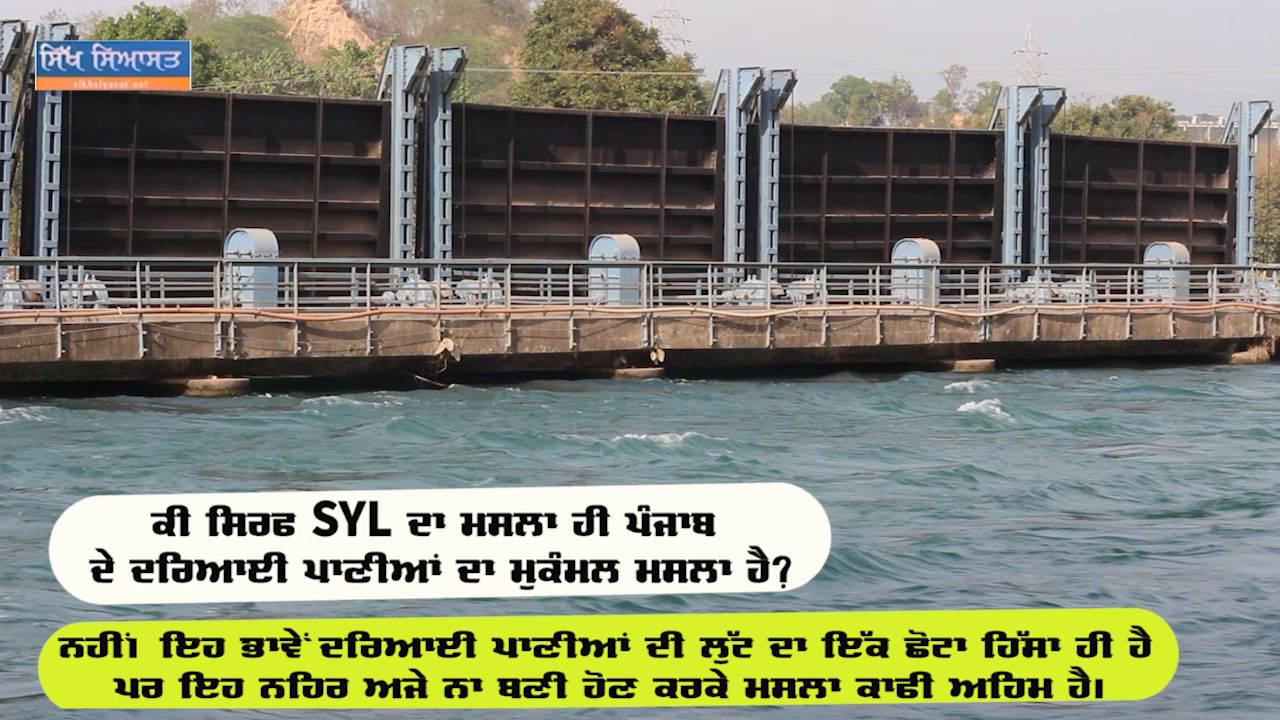 ਸਿੱਖ ਸਿਆਸਤ
sikhsiyasat.net
ਕੀ ਸਿਰਫ SYL ਦਾ ਮਸਲਾ ਹੀ ਪੰਜਾਬ
ਦੇ ਦਰਿਆਈ ਪਾਣੀਆਂ ਦਾ ਮੁਕੰਮਲ ਮਸਲਾ ਹੈ?
ਨਹੀਂ। ਇਹ ਭਾਵੇਂ ਦਰਿਆਈ ਪਾਣੀਆਂ ਦੀ ਲੁੱਟ ਦਾ ਇੱਕ ਛੋਟਾ ਹਿੱਸਾ ਹੀ ਹੈ
ਪਰ ਇਹ ਨਹਿਰ ਅਜੇ ਨਾ ਬਣੀ ਹੋਣ ਕਰਕੇ ਮਸਲਾ ਕਾਫੀ ਅਹਿਮ ਹੈ।